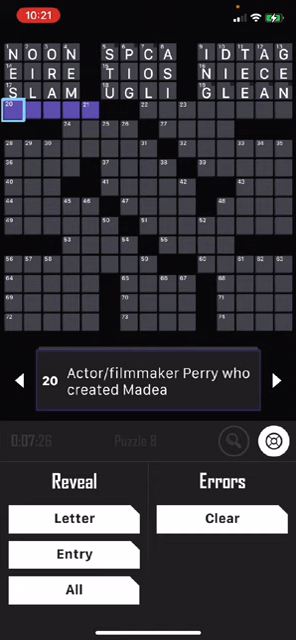 10:21
NOON SPCA IDTAG
EIRE TIOS NIECE
SLAM UGLI GLEAN
20 Actor/filmmaker Perry who
created Madea
0:07:26 Puzzle 8
Reveal Errors
Letter Clear
Entry
All